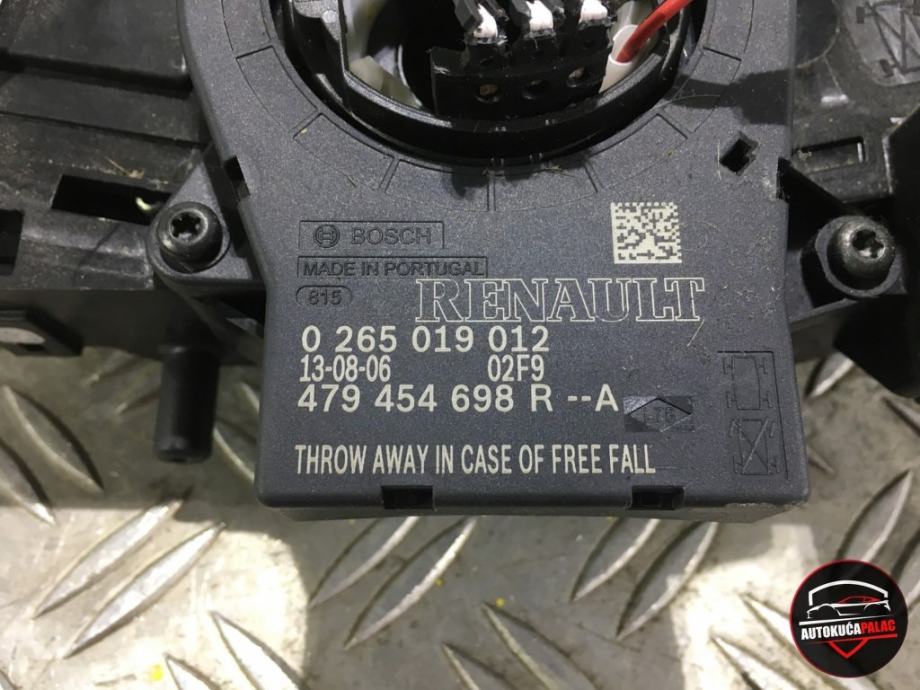 BOSCH
MADE IN PORTUGAL
815
RENAULT
0 265 019 012
13-08-06 02F9
479 454 698 R --A
THROW AWAY IN CASE OF FREE FALL
AUTOKUĆAPALAC